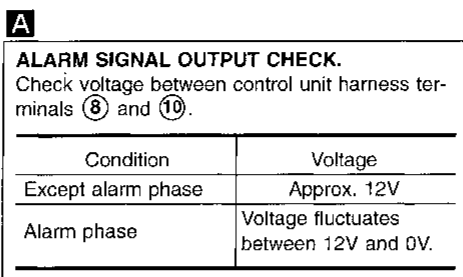 A
ALARM SIGNAL OUTPUT CHECK.
Check voltage between control unit harness ter-
minals ⑧ and ⑩.
Condition Voltage
Except alarm phase Approx. 12V
Alarm phase Voltage fluctuates
between 12V and 0V.